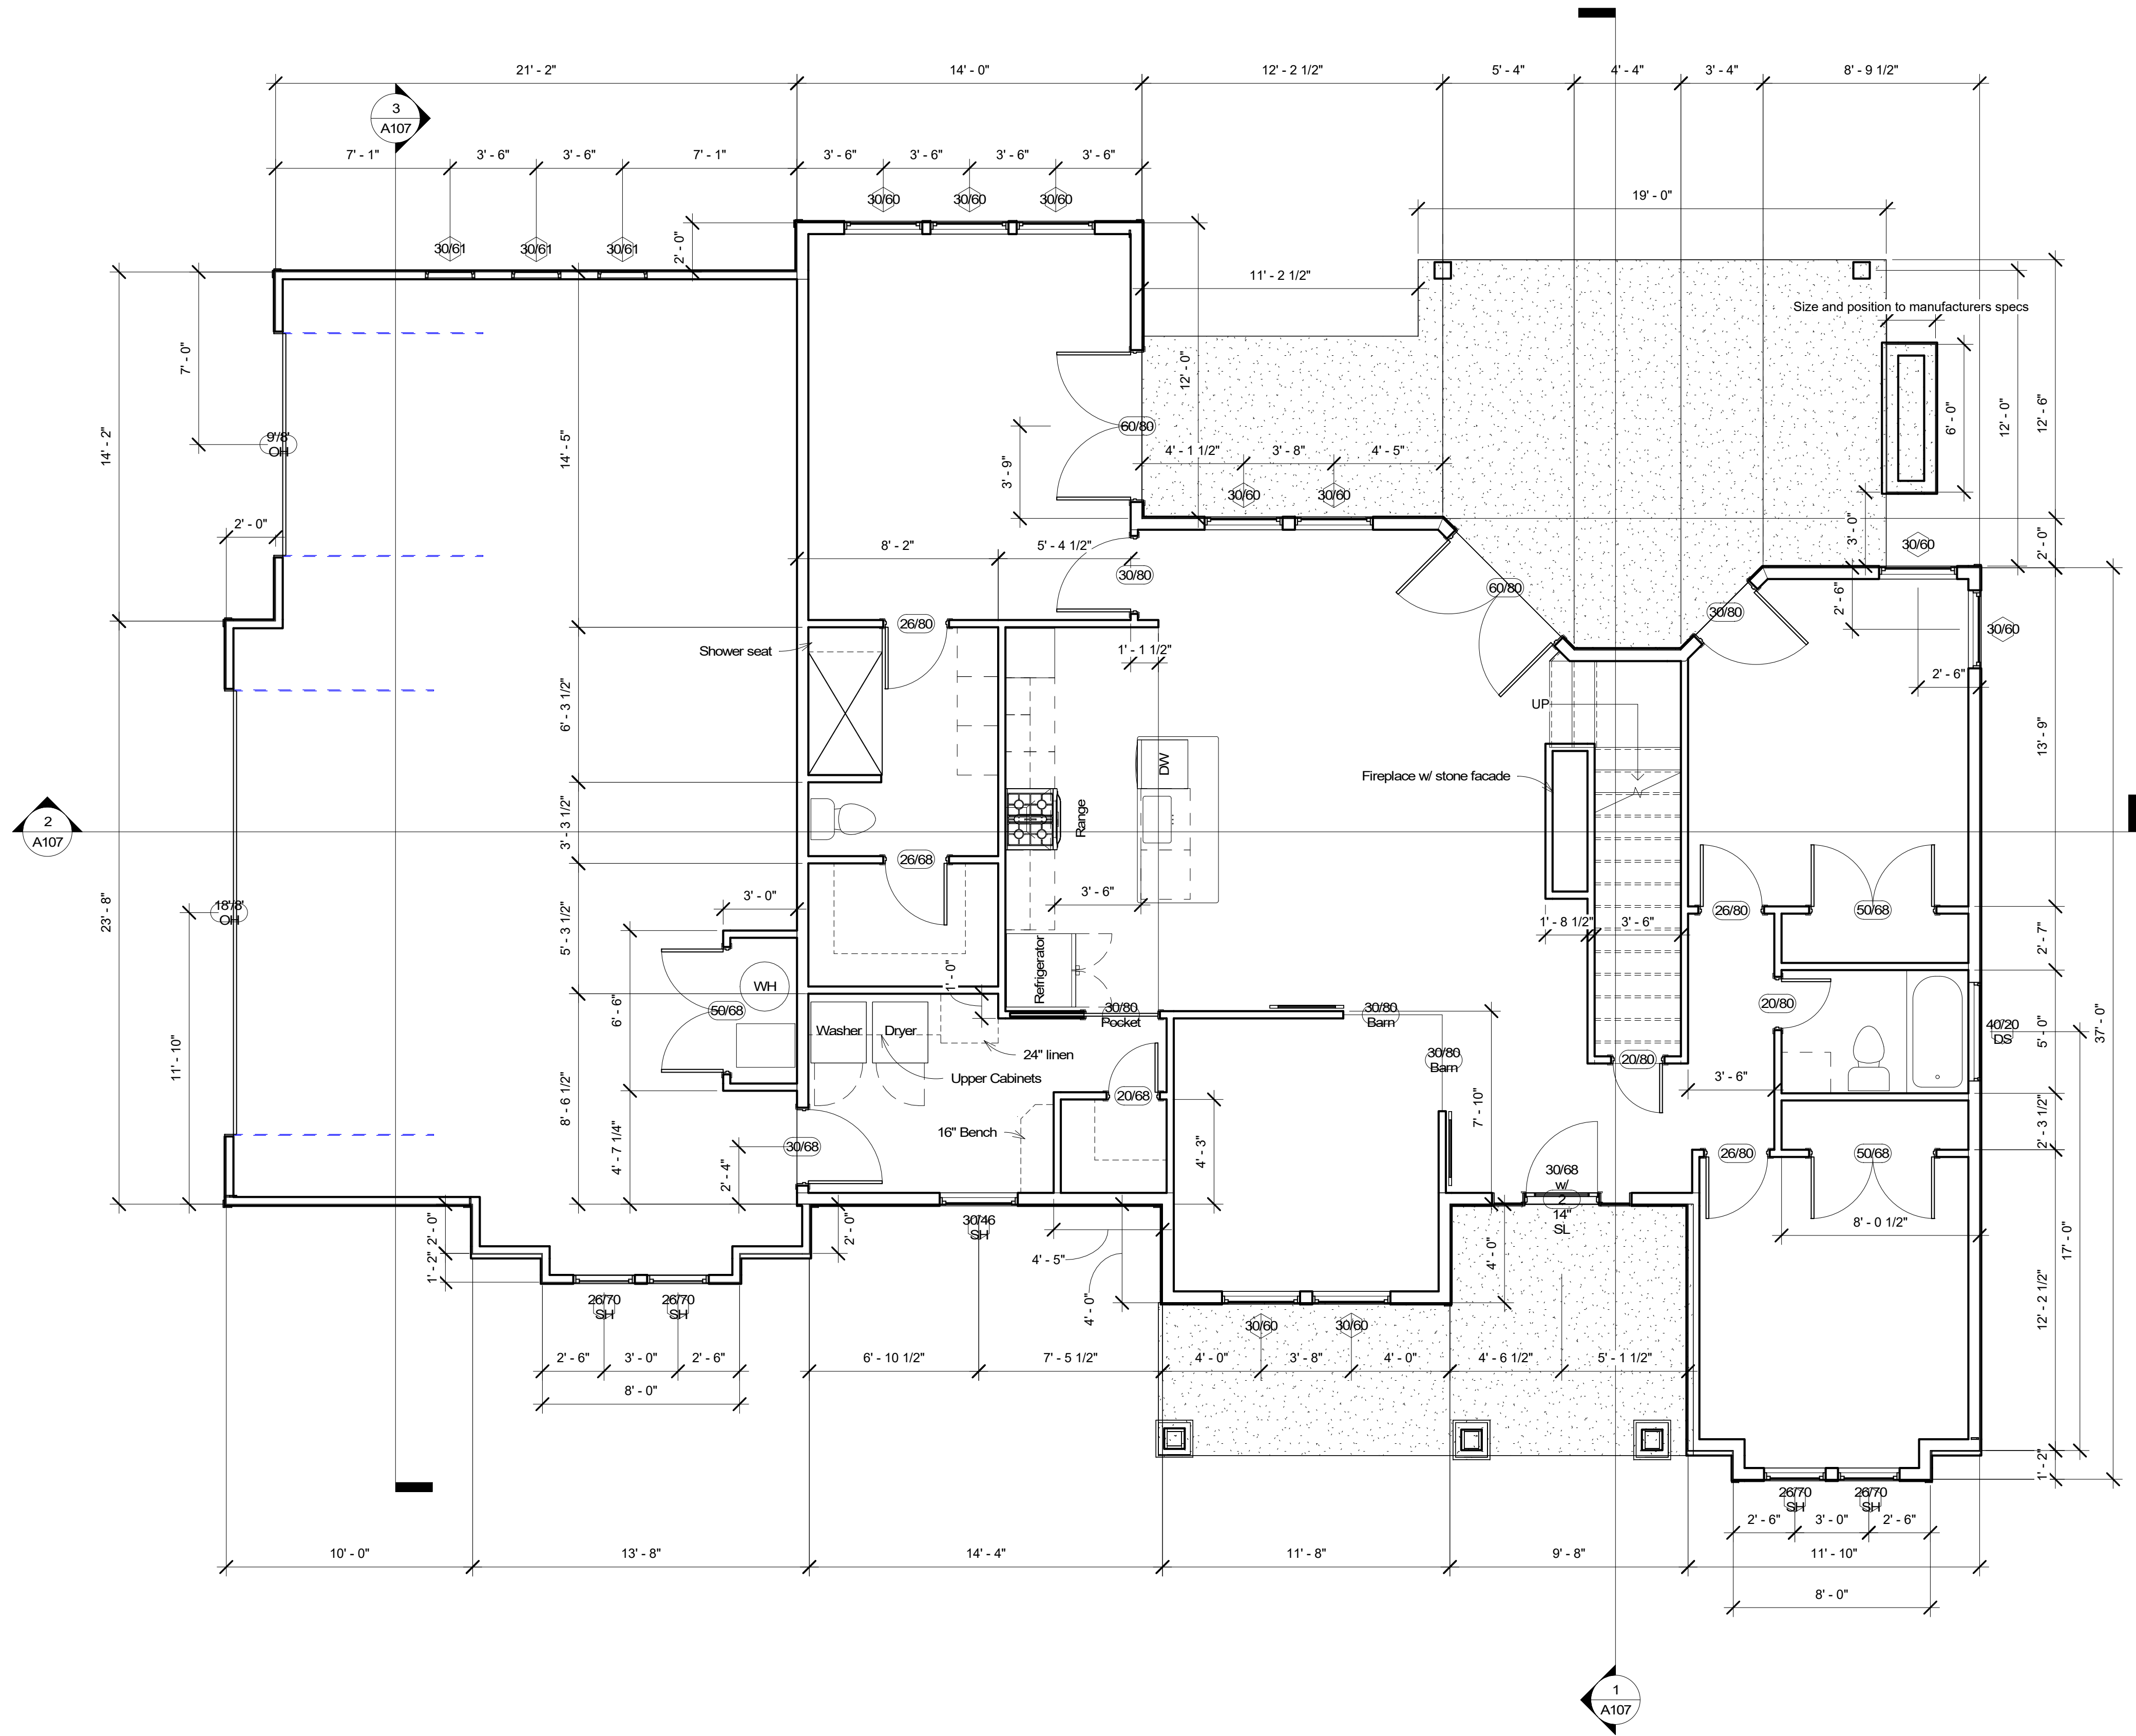 21' - 2"
14' - 0"
12' - 2 1/2"
5' - 4"
4' - 4"
3' - 4"
8' - 9 1/2"
3
A107
7' - 1"
3' - 6"
3' - 6"
7' - 1"
3' - 6"
3' - 6"
3' - 6"
3' - 6"
30/60
30/60
30/60
19' - 0"
30/61
30/61
30/61
2' - 0"
11' - 2 1/2"
Size and position to manufacturers specs
7' - 0"
12' - 0"
6' - 0"
12' - 0"
12' - 6"
14' - 2"
9'/8'
OH
14' - 5"
60/80
3' - 9"
4' - 1 1/2"
3' - 8"
4' - 5"
30/60
30/60
2' - 0"
8' - 2"
5' - 4 1/2"
30/80
3' - 0"
30/60
2' - 0"
60/80
30/80
2' - 6"
26/80
30/60
Shower seat
1' - 1 1/2"
2' - 6"
6' - 3 1/2"
UP
13' - 9"
DW
Fireplace w/ stone facade
2
A107
Range
3' - 3 1/2"
26/68
3' - 0"
3' - 6"
23' - 8"
18'/8'
OH
26/80
50/68
1' - 8 1/2"
3' - 6"
5' - 3 1/2"
1' - 0"
Refrigerator
2' - 7"
WH
6' - 6"
50/68
30/80
Pocket
30/80
Barn
20/80
Washer
Dryer
24" linen
40/20
DS
5' - 0"
37' - 0"
11' - 10"
Upper Cabinets
30/80
Barn
20/80
3' - 6"
20/68
8' - 6 1/2"
7' - 10"
16" Bench
4' - 7 1/4"
30/68
4' - 3"
2' - 3 1/2"
26/80
50/68
2' - 4"
30/68
w/
2
14"
SL
30/46
SH
2' - 0"
2' - 0"
8' - 0 1/2"
4' - 5"
4' - 0"
17' - 0"
1' - 2"
26/70
SH
26/70
SH
4' - 0"
12' - 2 1/2"
30/60
30/60
2' - 6"
3' - 0"
2' - 6"
6' - 10 1/2"
7' - 5 1/2"
4' - 0"
3' - 8"
4' - 0"
4' - 6 1/2"
5' - 1 1/2"
8' - 0"
1' - 2"
26/70
SH
26/70
SH
2' - 6"
3' - 0"
2' - 6"
10' - 0"
13' - 8"
14' - 4"
11' - 8"
9' - 8"
11' - 10"
8' - 0"
1
A107